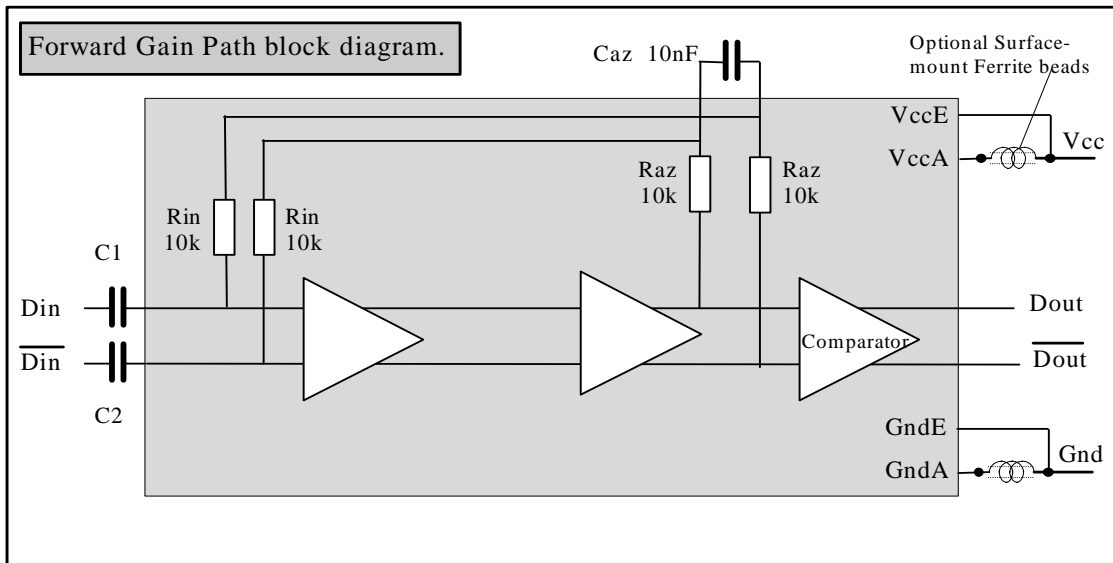 Forward Gain Path block diagram.
Caz 10nF
Optional Surface-
mount Ferrite beads
VccE
Vcc
VccA
Raz
10k
Raz
10k
Rin
10k
Rin
10k
C1
Din
Dout
Comparator
Din
Dout
C2
GndE
Gnd
GndA